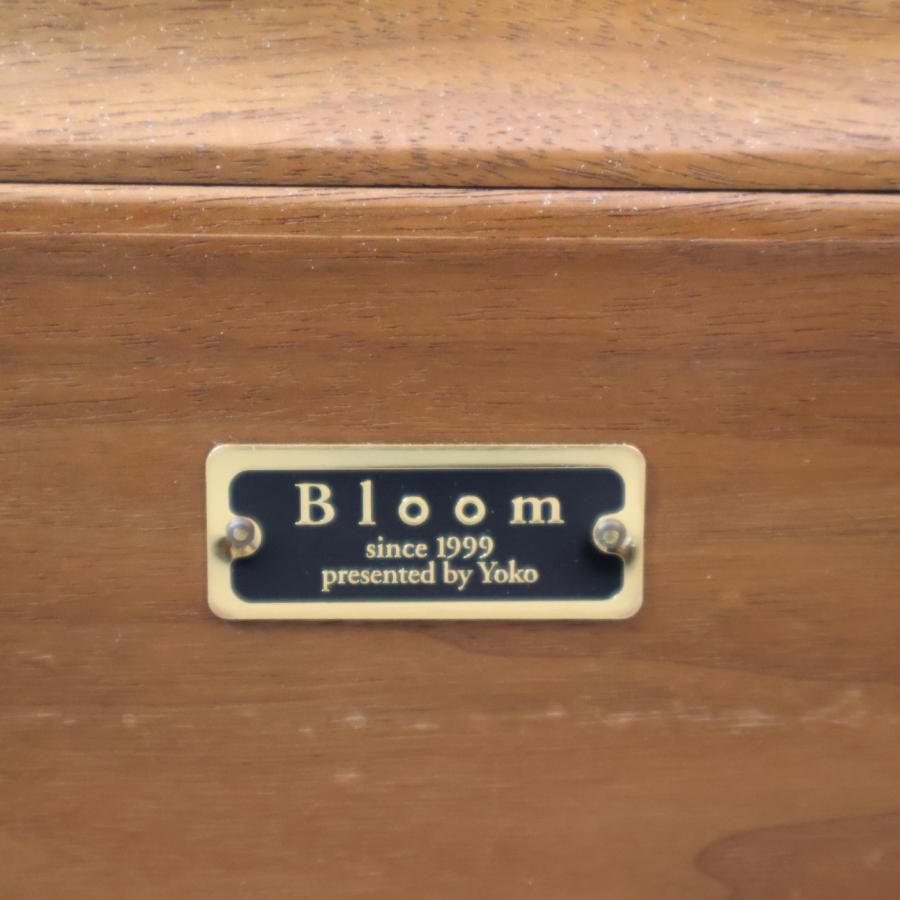 Bloom
since 1999
presented by Yoko